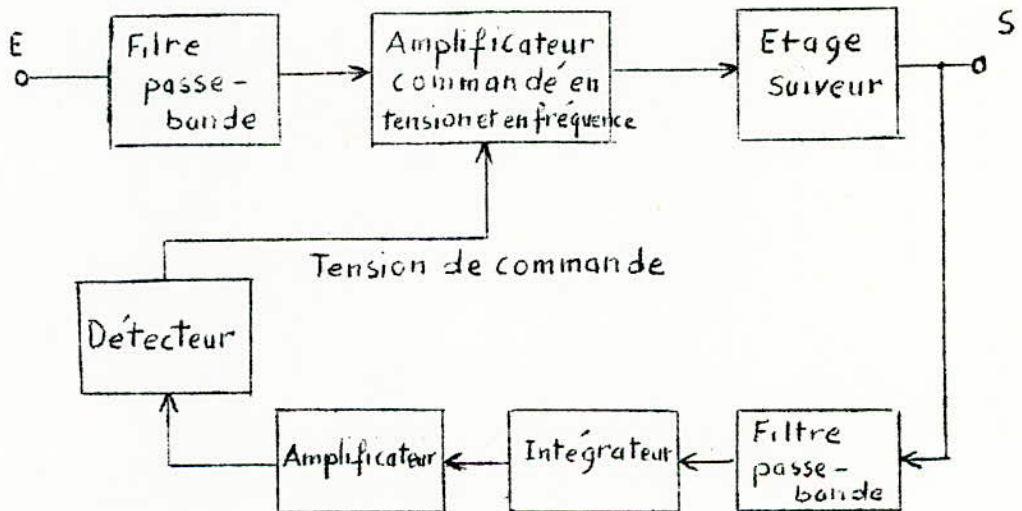 E
Filre
passe-
bande
Amplificateur
commandé en
tension et en fréquence
Etage
suiveur
S
Tension de commande
Détecteur
Amplificateur
Intégrateur
Filtre
passe-
bande